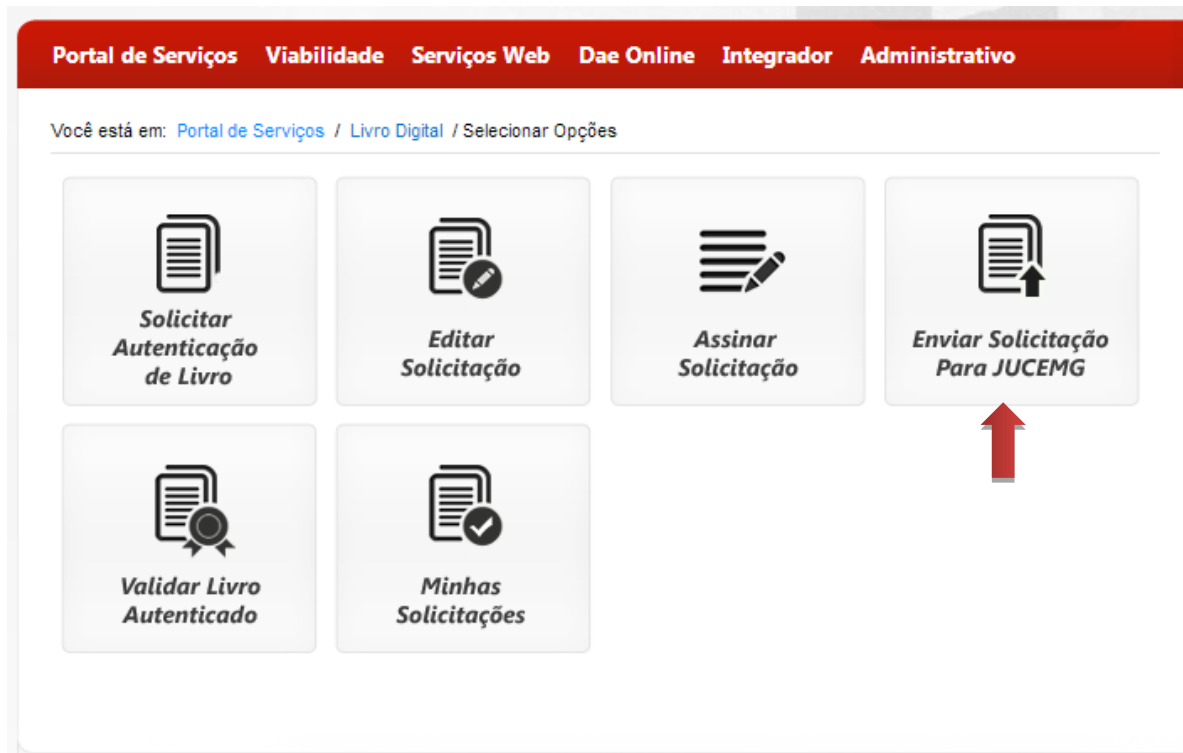 Portal de Serviços Viabilidade Serviços Web Dae Online Integrador Administrativo
Você está em: Portal de Serviços / Livro Digital / Selecionar Opções
Solicitar
Autenticação
de Livro
Editar
Solicitação
Assinar
Solicitação
Enviar Solicitação
Para JUCEMG
Validar Livro
Autenticado
Minhas
Solicitações